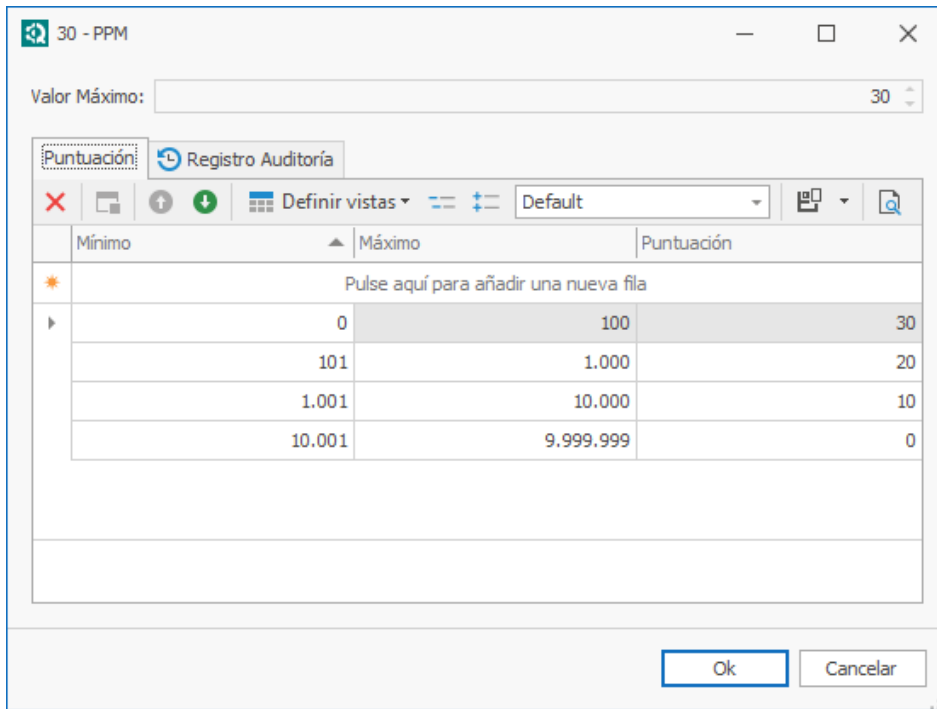 30 - PPM
Valor Máximo: 30
Puntuación Registro Auditoría
Definir vistas Default
Mínimo Máximo Puntuación
Pulse aquí para añadir una nueva fila
0 100 30
101 1.000 20
1.001 10.000 10
10.001 9.999.999 0
Ok Cancelar